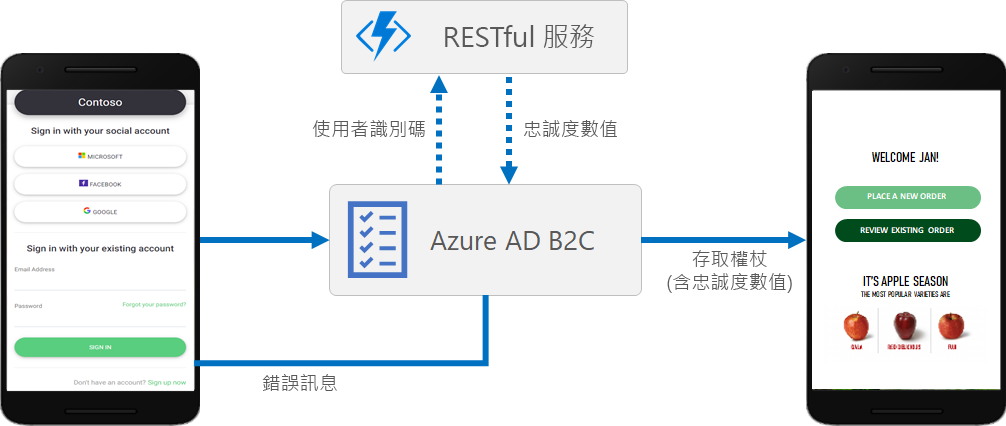 RESTful 服務
使用者識別碼
忠誠度數值
Contoso
Sign in with your social account
MICROSOFT
FACEBOOK
GOOGLE
Sign in with your existing account
Email Address
Password
Forgot your password?
SIGN IN
Don't have an account? Sign up now
Azure AD B2C
錯誤訊息
存取權杖
(含忠誠度數值)
WELCOME JAN!
PLACE A NEW ORDER
REVIEW EXISTING ORDER
IT'S APPLE SEASON
THE MOST POPULAR VARIETIES ARE
GALA
RED DELICIOUS
FUJI